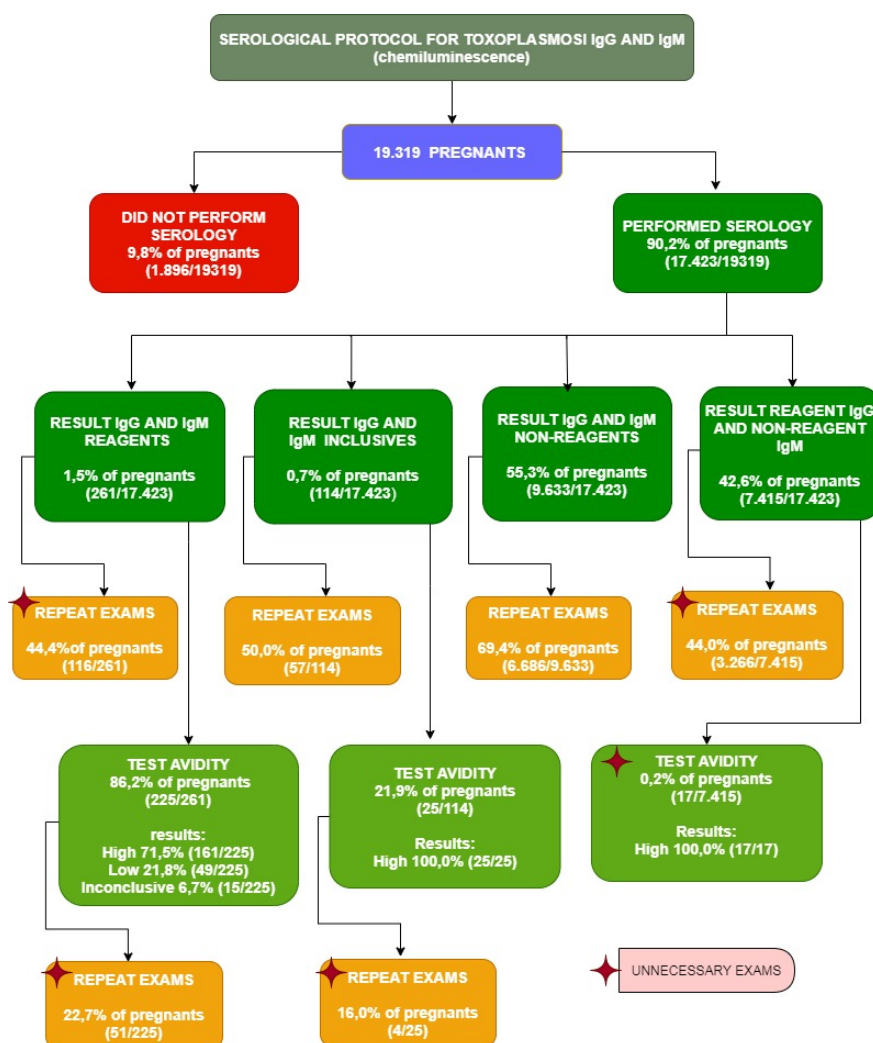 SEROLOGICAL PROTOCOL FOR TOXOPLASMOSI IgG AND IgM
(chemiluminescence)
19.319 PREGNANTS
DID NOT PERFORM
SEROLOGY
9,8% of pregnants
(1.896/19319)
PERFORMED SEROLOGY
90,2% of pregnants
(17.423/19319)
RESULT IgG AND IgM
REAGENTS
1,5% of pregnants
(261/17.423)
RESULT IgG AND
IgM INCLUSIVES
0,7% of pregnants
(114/17.423)
RESULT IgG AND IgM
NON-REAGENTS
55,3% of pregnants
(9.633/17.423)
RESULT REAGENT IgG
AND NON-REAGENT
IgM
42,6% of pregnants
(7.415/17.423)
REPEAT EXAMS
44,4%of pregnants
(116/261)
REPEAT EXAMS
50,0% of pregnants
(57/114)
REPEAT EXAMS
69,4% of pregnants
(6.686/9.633)
REPEAT EXAMS
44,0% of pregnants
(3.266/7.415)
TEST AVIDITY
86,2% of pregnants
(225/261)
results:
High 71,5% (161/225)
Low 21,8% (49/225)
Inconclusive 6,7% (15/225)
TEST AVIDITY
21,9% of pregnants
(25/114)
Results:
High 100,0% (25/25)
TEST AVIDITY
0,2% of pregnants
(17/7.415)
Results:
High 100,0% (17/17)
REPEAT EXAMS
22,7% of pregnants
(51/225)
REPEAT EXAMS
16,0% of pregnants
(4/25)
UNNECESSARY EXAMS